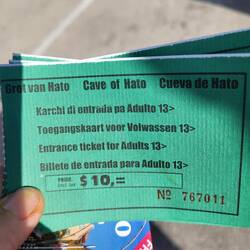 Grot van Hato Cave of Hato Cueva de Hato
Karchi di entrada pa Adulto 13>
Toegangskaart voor Volwassen 13>
Entrance ticket for Adults 13>
Billete de entrada para Adulto 13>
PRICE: $10,=
Nº 767011